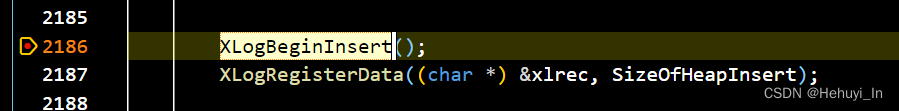 2185
2186 XLogBeginInsert();
2187 XLogRegisterData((char *) &xlrec, SizeOfHeapInsert);
2188
CSDN @Hehuyi_In